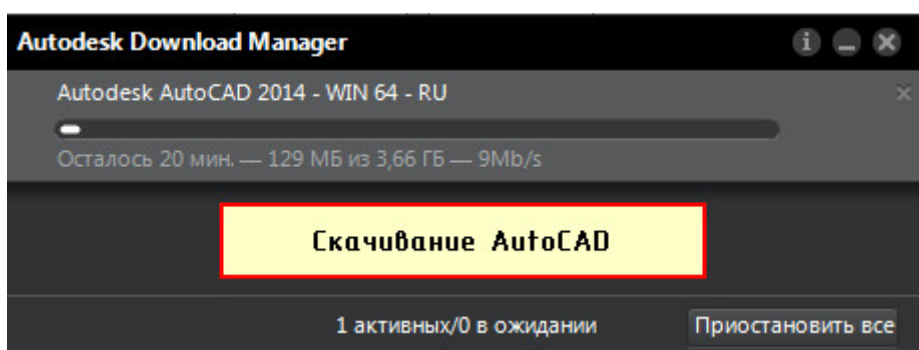 Autodesk Download Manager
Autodesk AutoCAD 2014 - WIN 64 - RU
Осталось 20 мин. — 129 МБ из 3,66 ГБ — 9Mb/s
Скачивание AutoCAD
1 активных/0 в ожидании
Приостановить все